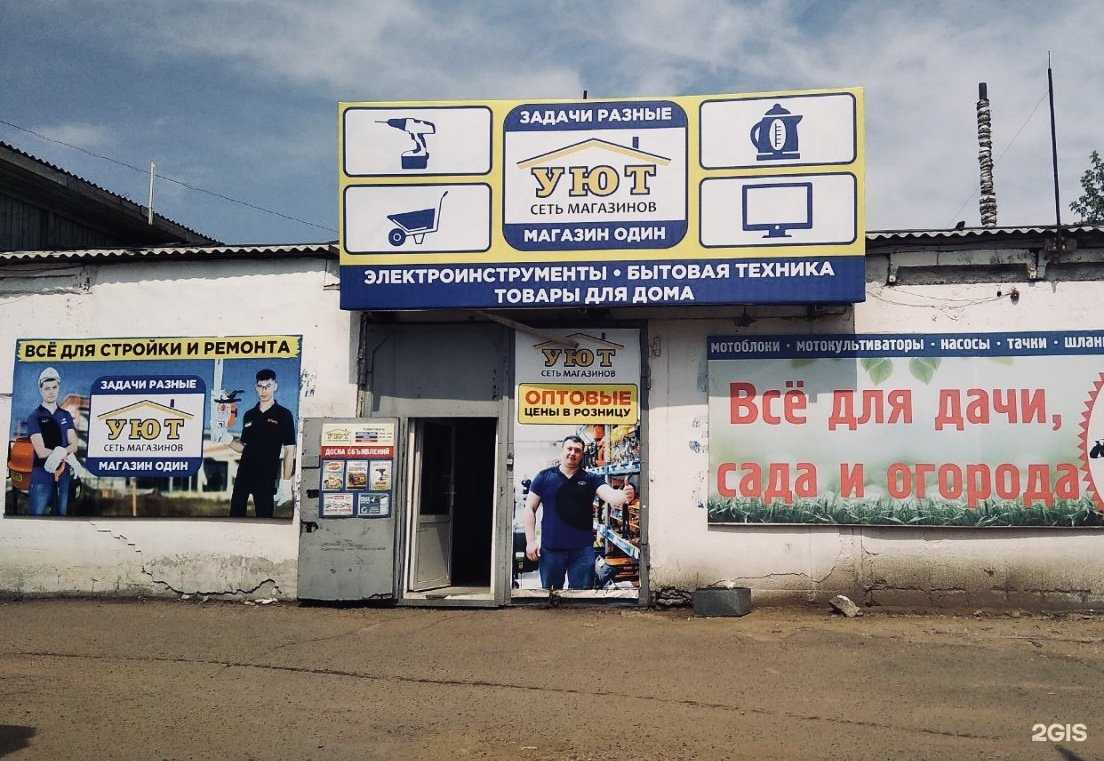 ЗАДАЧИ РАЗНЫЕ
УЮТ
СЕТЬ МАГАЗИНОВ
МАГАЗИН ОДИН
ЭЛЕКТРОИНСТРУМЕНТЫ • БЫТОВАЯ ТЕХНИКА
ТОВАРЫ ДЛЯ ДОМА
ВСЁ ДЛЯ СТРОЙКИ И РЕМОНТА
ЗАДАЧИ РАЗНЫЕ
УЮТ
СЕТЬ МАГАЗИНОВ
МАГАЗИН ОДИН
УЮТ
ДОСКА ОБЪЯВЛЕНИЙ
УЮТ
СЕТЬ МАГАЗИНОВ
ОПТОВЫЕ
ЦЕНЫ В РОЗНИЦУ
мотоблоки • мотокультиваторы • насосы • тачки • шлан
Всё для дачи,
сада и огорода
2GIS